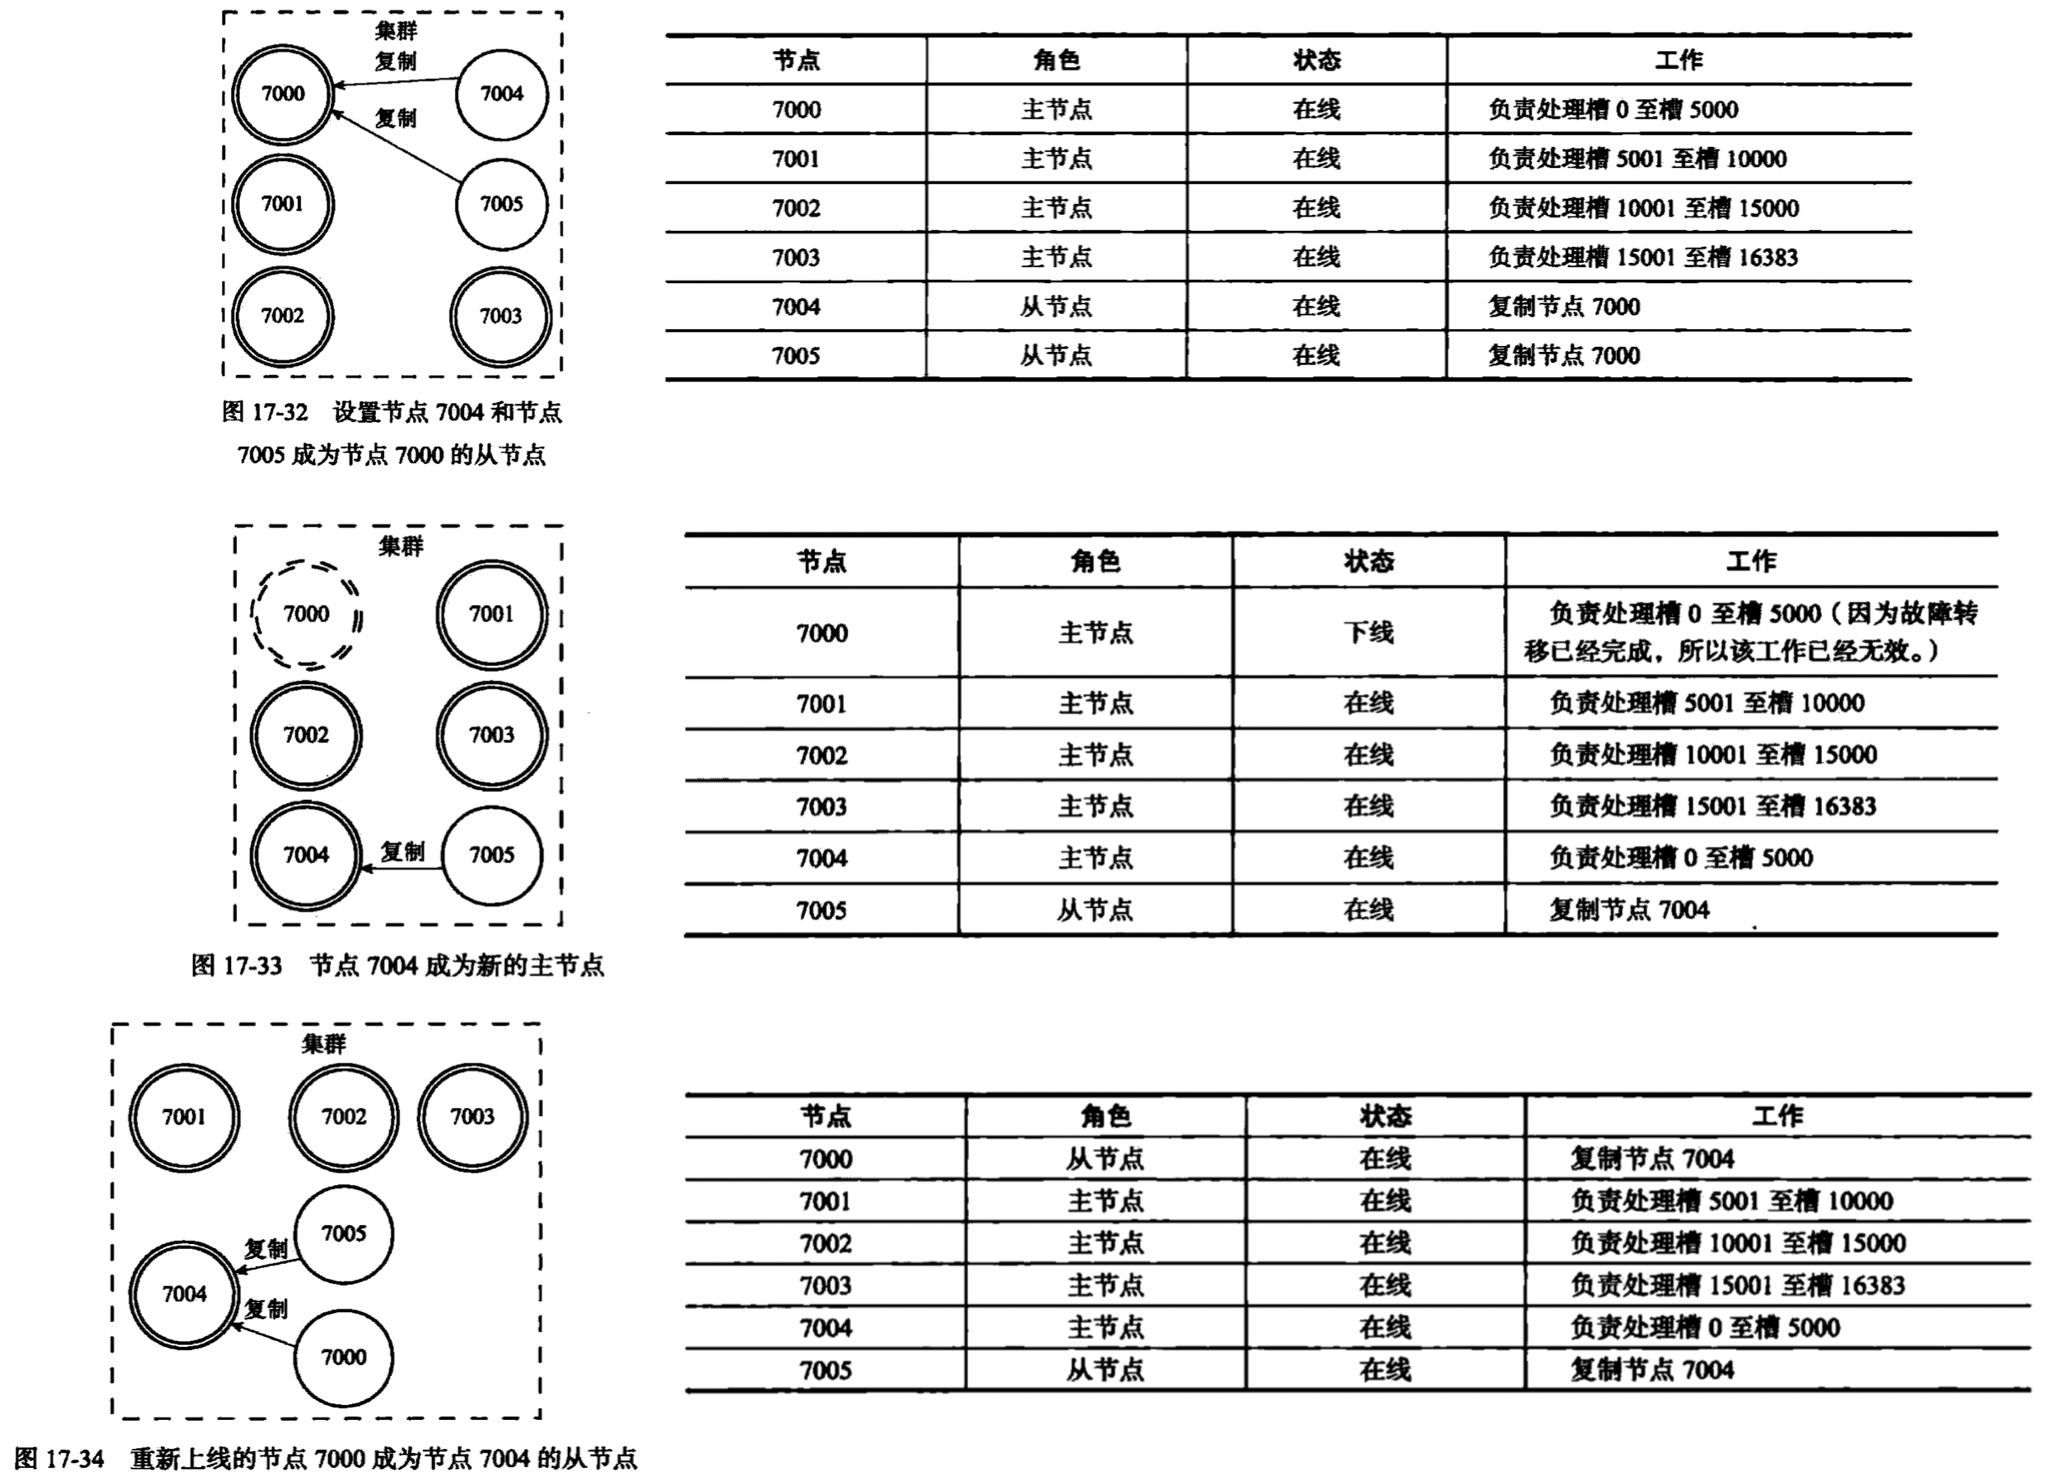 集群
复制
7000
7004
复制
7001
7005
7002
7003
图 17-32 设置节点 7004 和节点
7005 成为节点 7000 的从节点
节点 角色 状态 工作
7000 主节点 在线 负责处理槽 0 至槽 5000
7001 主节点 在线 负责处理槽 5001 至槽 10000
7002 主节点 在线 负责处理槽 10001 至槽 15000
7003 主节点 在线 负责处理槽 15001 至槽 16383
7004 从节点 在线 复制节点 7000
7005 从节点 在线 复制节点 7000
集群
7000 7001
7002 7003
7004 复制 7005
图 17-33 节点 7004 成为新的主节点
节点 角色 状态 工作
7000 主节点 下线 负责处理槽 0 至槽 5000（因为故障转
移已经完成，所以该工作已经无效。）
7001 主节点 在线 负责处理槽 5001 至槽 10000
7002 主节点 在线 负责处理槽 10001 至槽 15000
7003 主节点 在线 负责处理槽 15001 至槽 16383
7004 主节点 在线 负责处理槽 0 至槽 5000
7005 从节点 在线 复制节点 7004
集群
7001 7002 7003
7005
复制
7004
复制
7000
图 17-34 重新上线的节点 7000 成为节点 7004 的从节点
节点 角色 状态 工作
7000 从节点 在线 复制节点 7004
7001 主节点 在线 负责处理槽 5001 至槽 10000
7002 主节点 在线 负责处理槽 10001 至槽 15000
7003 主节点 在线 负责处理槽 15001 至槽 16383
7004 主节点 在线 负责处理槽 0 至槽 5000
7005 从节点 在线 复制节点 7004